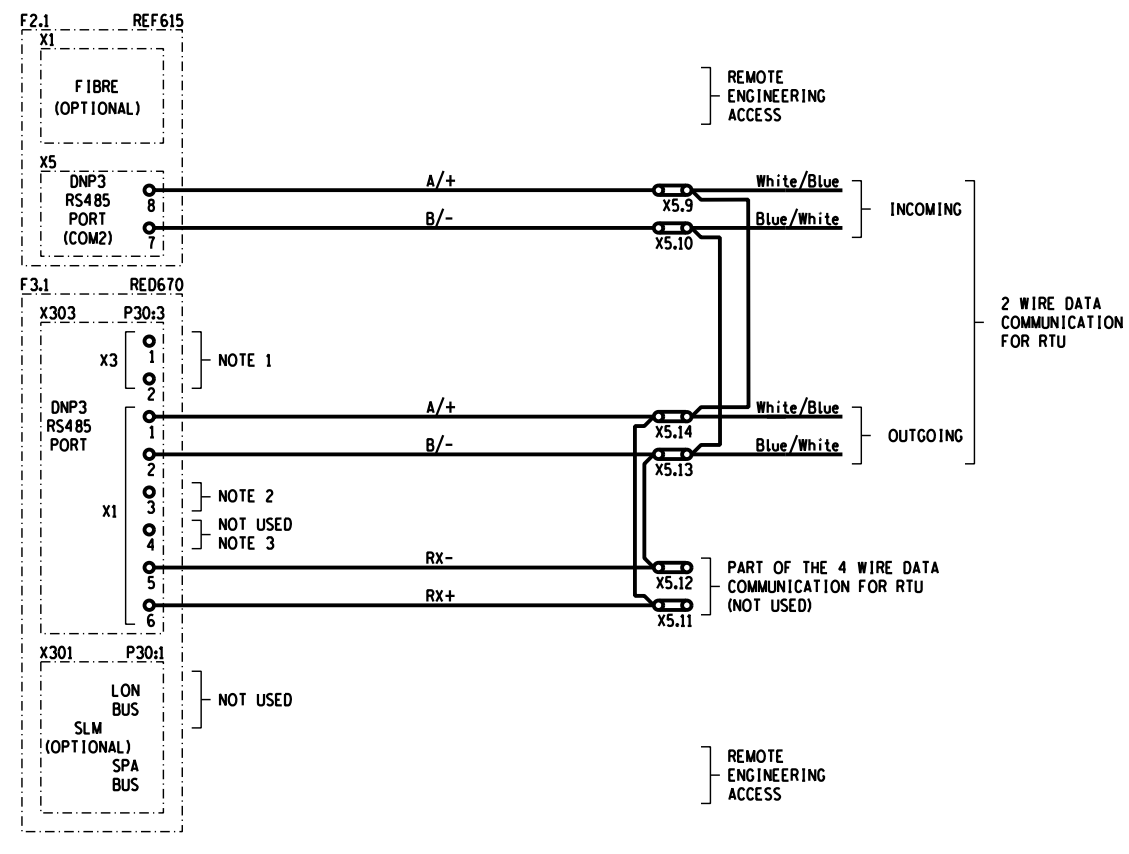 F2.1 REF615
X1
FIBRE
(OPTIONAL)
REMOTE
ENGINEERING
ACCESS
X5
DNP3
RS485
PORT
(COM2)
8
7
A/+
B/-
X5.9
X5.10
White/Blue
Blue/White
INCOMING
2 WIRE DATA
COMMUNICATION
FOR RTU
F3.1 RED670
X303 P30:3
X3
1
2
NOTE 1
DNP3
RS485
PORT
X1
1
2
3
4
5
6
A/+
B/-
X5.14
X5.13
White/Blue
Blue/White
OUTGOING
NOTE 2
NOT USED
NOTE 3
RX-
RX+
X5.12
X5.11
PART OF THE 4 WIRE DATA
COMMUNICATION FOR RTU
(NOT USED)
X301 P30:1
LON
BUS
SLM
(OPTIONAL)
SPA
BUS
NOT USED
REMOTE
ENGINEERING
ACCESS